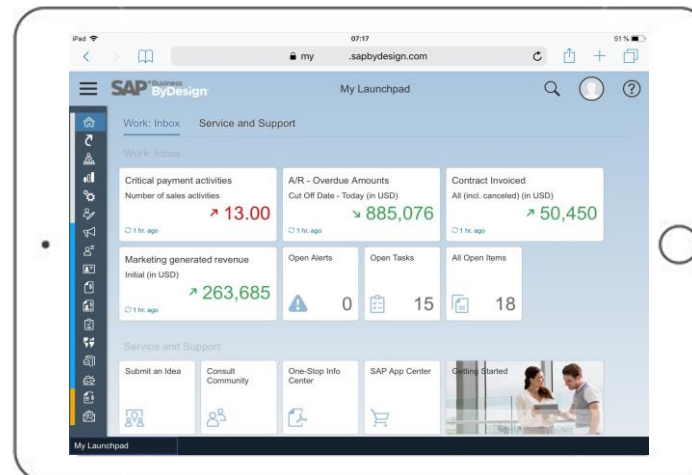 iPad
07:17
51 %
my .sapbydesign.com
SAP Business ByDesign
My Launchpad
Work: Inbox Service and Support
Work: Inbox
Critical payment activities
Number of sales activities
13.00
1 hr. ago
A/R - Overdue Amounts
Cut Off Date - Today (in USD)
885,076
1 hr. ago
Contract Invoiced
All (incl. canceled) (in USD)
50,450
1 hr. ago
Marketing generated revenue
Initial (in USD)
263,685
1 hr. ago
Open Alerts
0
Open Tasks
15
All Open Items
18
Service and Support
Submit an Idea
Consult
Community
One-Stop Info
Center
SAP App Center
Getting Started
My Launchpad